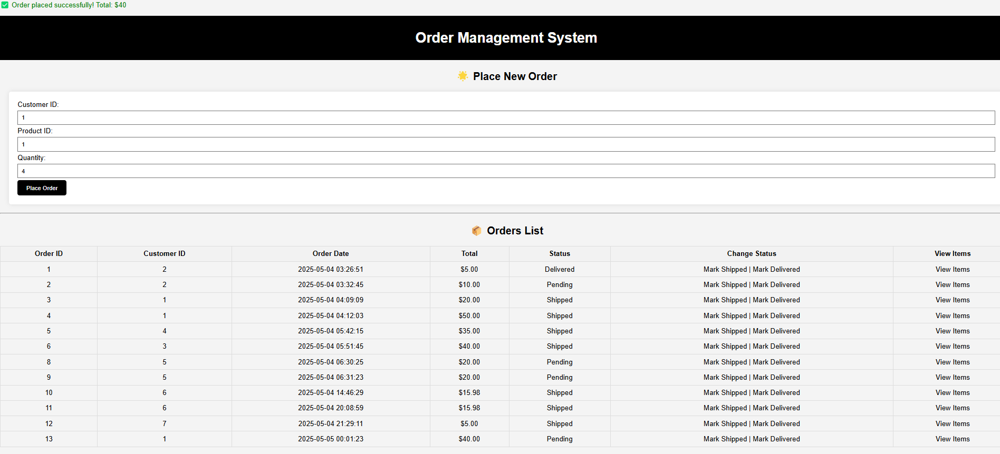 Order placed successfully! Total: $40
Order Management System
Place New Order
Customer ID:
1
Product ID:
1
Quantity:
4
Place Order
Orders List
Order ID Customer ID Order Date Total Status Change Status View Items
1 2 2025-05-04 03:26:51 $5.00 Delivered Mark Shipped | Mark Delivered View Items
2 2 2025-05-04 03:32:45 $10.00 Pending Mark Shipped | Mark Delivered View Items
3 1 2025-05-04 04:09:09 $20.00 Shipped Mark Shipped | Mark Delivered View Items
4 1 2025-05-04 04:12:03 $50.00 Shipped Mark Shipped | Mark Delivered View Items
5 4 2025-05-04 05:42:15 $35.00 Shipped Mark Shipped | Mark Delivered View Items
6 3 2025-05-04 05:51:45 $40.00 Shipped Mark Shipped | Mark Delivered View Items
8 5 2025-05-04 06:30:25 $20.00 Pending Mark Shipped | Mark Delivered View Items
9 5 2025-05-04 06:31:23 $20.00 Pending Mark Shipped | Mark Delivered View Items
10 6 2025-05-04 14:46:29 $15.98 Shipped Mark Shipped | Mark Delivered View Items
11 6 2025-05-04 20:08:59 $15.98 Shipped Mark Shipped | Mark Delivered View Items
12 7 2025-05-04 21:29:11 $5.00 Shipped Mark Shipped | Mark Delivered View Items
13 1 2025-05-05 00:01:23 $40.00 Pending Mark Shipped | Mark Delivered View Items